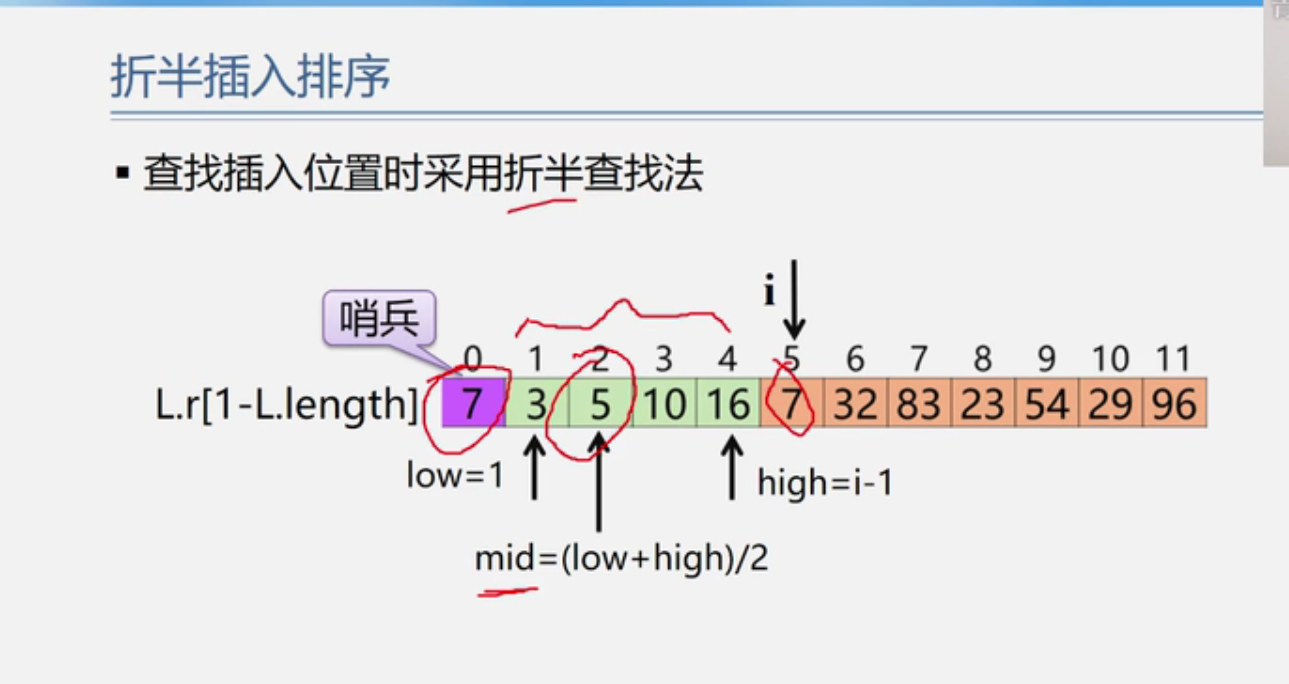 折半插入排序
▪ 查找插入位置时采用折半查找法
i
哨兵
0 1 2 3 4 5 6 7 8 9 10 11
L.r[1-L.length] 7 3 5 10 16 7 32 83 23 54 29 96
low=1
high=i-1
mid=(low+high)/2